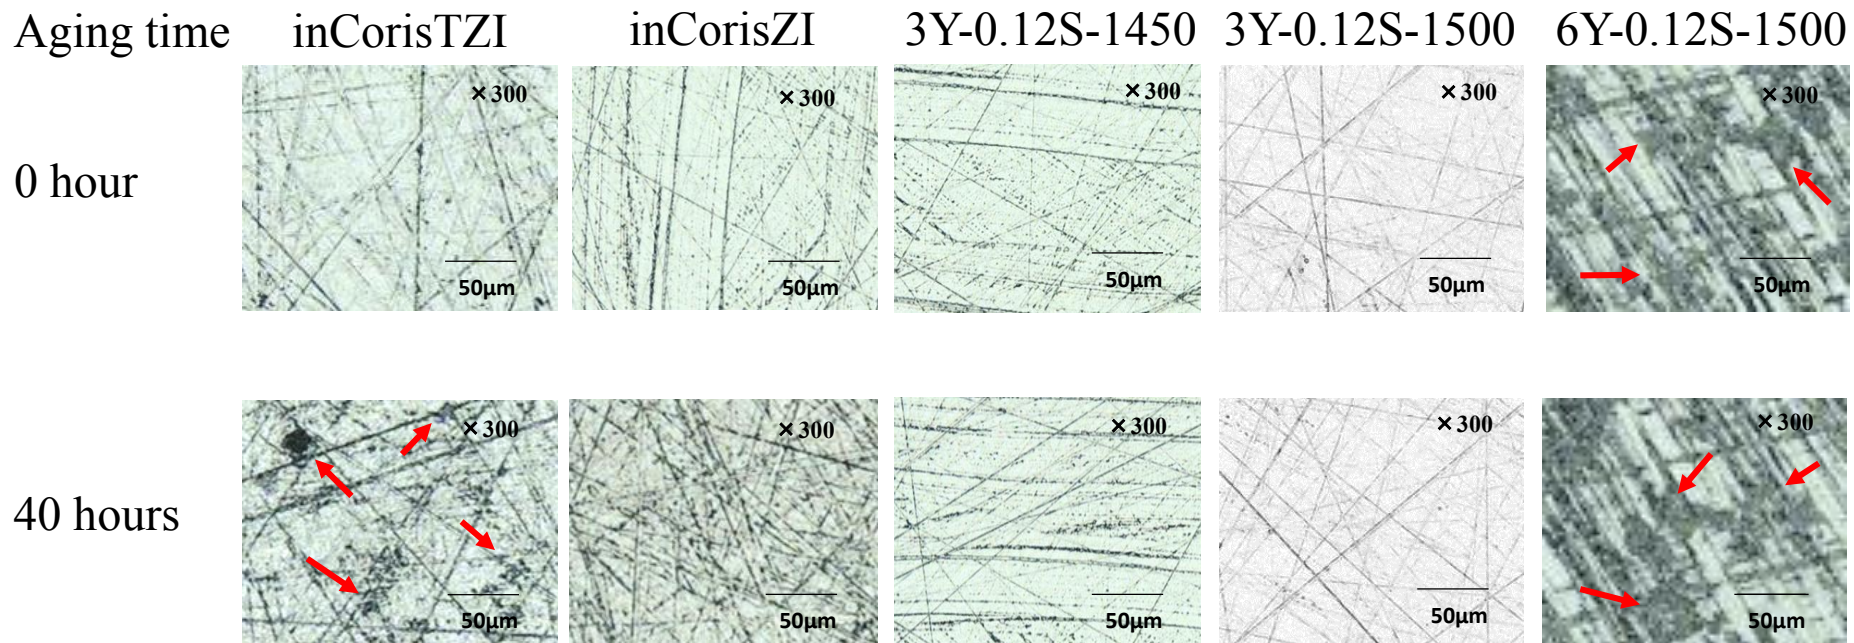 Aging time inCorisTZI inCorisZI 3Y-0.12S-1450 3Y-0.12S-1500 6Y-0.12S-1500
0 hour
×300 ×300 ×300 ×300 ×300
50μm 50μm 50μm 50μm 50μm
40 hours
×300 ×300 ×300 ×300 ×300
50μm 50μm 50μm 50μm 50μm